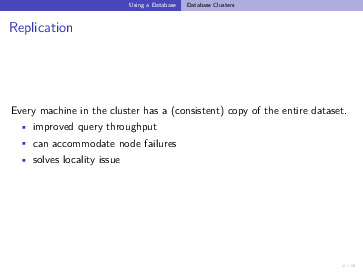 Using a Database Database Clusters
Replication
Every machine in the cluster has a (consistent) copy of the entire dataset.
improved query throughput
can accommodate node failures
solves locality issue